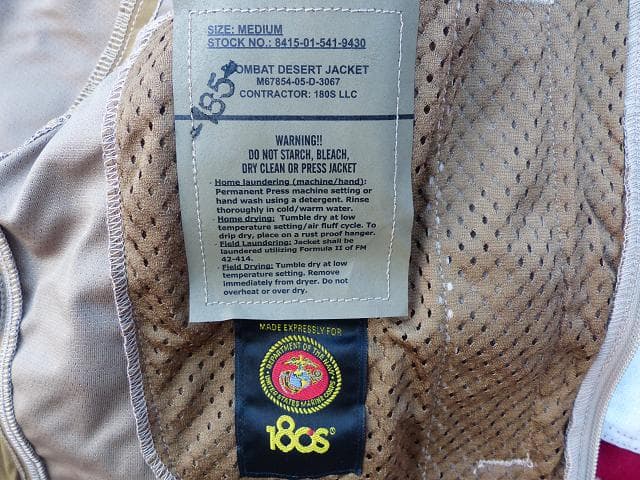 SIZE: MEDIUM
STOCK NO.: 8415-01-541-9430
COMBAT DESERT JACKET
M67854-05-D-3067
CONTRACTOR: 180S LLC
185
WARNING!!
DO NOT STARCH, BLEACH,
DRY CLEAN OR PRESS JACKET
· Home laundering (machine/hand):
Permanent Press machine setting or
hand wash using a detergent. Rinse
thoroughly in cold/warm water.
· Home drying: Tumble dry at low
temperature setting/air fluff cycle. To
drip dry, place on a rust proof hanger.
· Field Laundering: Jacket shall be
laundered utilizing Formula II of FM
42-414.
· Field Drying: Tumble dry at low
temperature setting. Remove
immediately from dryer. Do not
overheat or over dry.
MADE EXPRESSLY FOR
DEPARTMENT OF THE NAVY
UNITED STATES MARINE CORPS
180s®